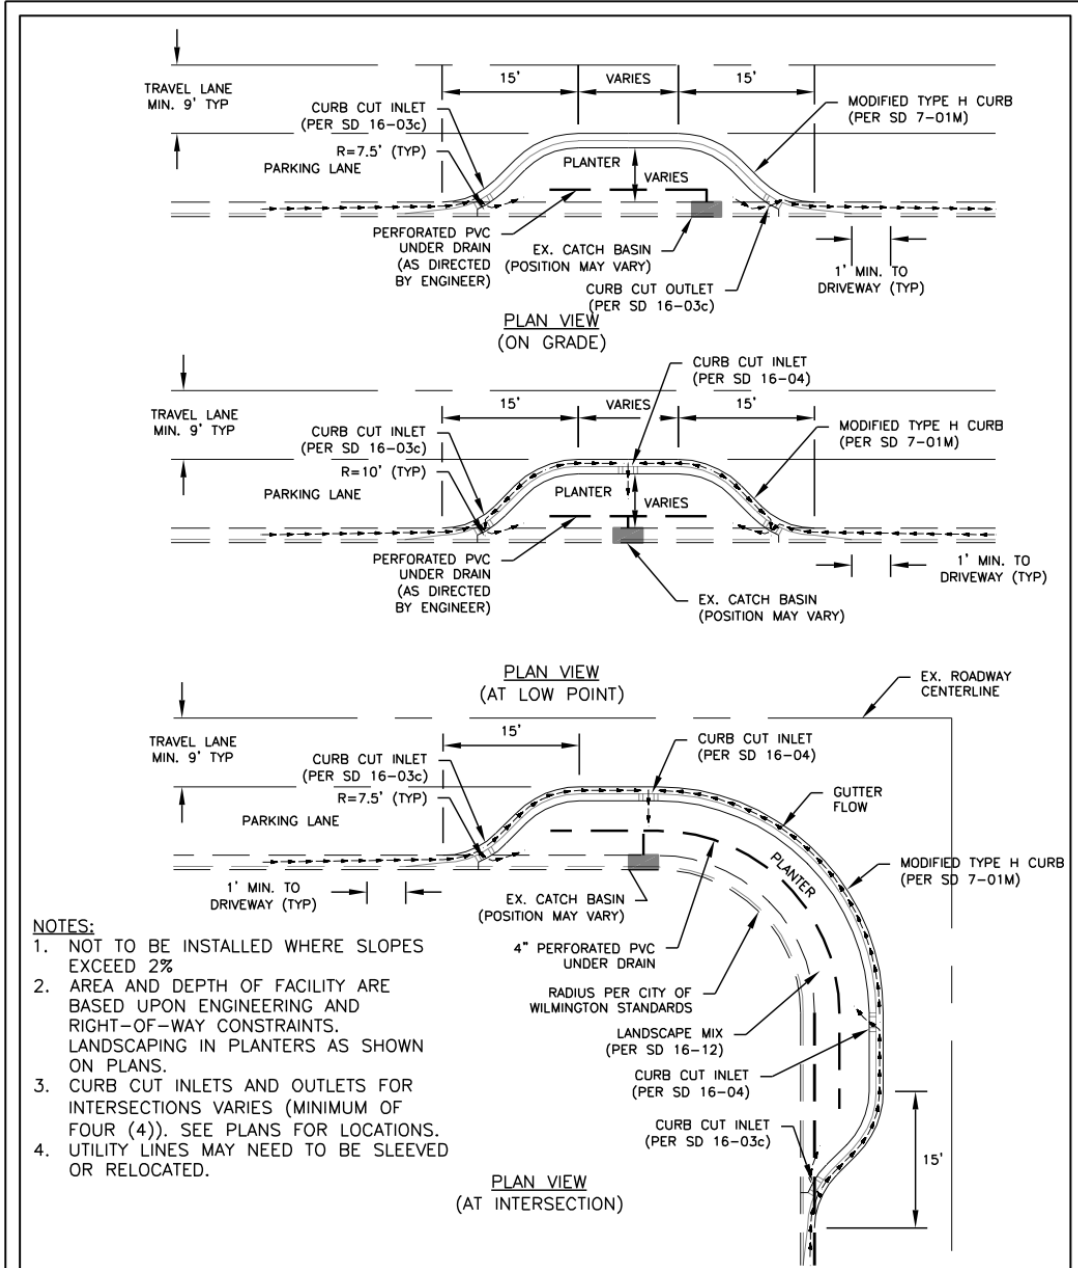 15'
VARIES
15'
TRAVEL LANE
MIN. 9' TYP
CURB CUT INLET
(PER SD 16-03c)
MODIFIED TYPE H CURB
(PER SD 7-01M)
R=7.5' (TYP)
PARKING LANE
PLANTER
VARIES
PERFORATED PVC
UNDER DRAIN
(AS DIRECTED
BY ENGINEER)
EX. CATCH BASIN
(POSITION MAY VARY)
CURB CUT OUTLET
(PER SD 16-03c)
1' MIN. TO
DRIVEWAY (TYP)
PLAN VIEW
(ON GRADE)
CURB CUT INLET
(PER SD 16-04)
15'
VARIES
15'
TRAVEL LANE
MIN. 9' TYP
CURB CUT INLET
(PER SD 16-03c)
MODIFIED TYPE H CURB
(PER SD 7-01M)
R=10' (TYP)
PARKING LANE
PLANTER
VARIES
PERFORATED PVC
UNDER DRAIN
(AS DIRECTED
BY ENGINEER)
1' MIN. TO
DRIVEWAY (TYP)
EX. CATCH BASIN
(POSITION MAY VARY)
PLAN VIEW
(AT LOW POINT)
EX. ROADWAY
CENTERLINE
15'
TRAVEL LANE
MIN. 9' TYP
CURB CUT INLET
(PER SD 16-03c)
CURB CUT INLET
(PER SD 16-04)
R=7.5' (TYP)
GUTTER
FLOW
PARKING LANE
PLANTER
MODIFIED TYPE H CURB
(PER SD 7-01M)
1' MIN. TO
DRIVEWAY (TYP)
EX. CATCH BASIN
(POSITION MAY VARY)
4" PERFORATED PVC
UNDER DRAIN
RADIUS PER CITY OF
WILMINGTON STANDARDS
LANDSCAPE MIX
(PER SD 16-12)
CURB CUT INLET
(PER SD 16-04)
CURB CUT INLET
(PER SD 16-03c)
15'
NOTES:
1. NOT TO BE INSTALLED WHERE SLOPES
EXCEED 2%
2. AREA AND DEPTH OF FACILITY ARE
BASED UPON ENGINEERING AND
RIGHT-OF-WAY CONSTRAINTS.
LANDSCAPING IN PLANTERS AS SHOWN
ON PLANS.
3. CURB CUT INLETS AND OUTLETS FOR
INTERSECTIONS VARIES (MINIMUM OF
FOUR (4)). SEE PLANS FOR LOCATIONS.
4. UTILITY LINES MAY NEED TO BE SLEEVED
OR RELOCATED.
PLAN VIEW
(AT INTERSECTION)